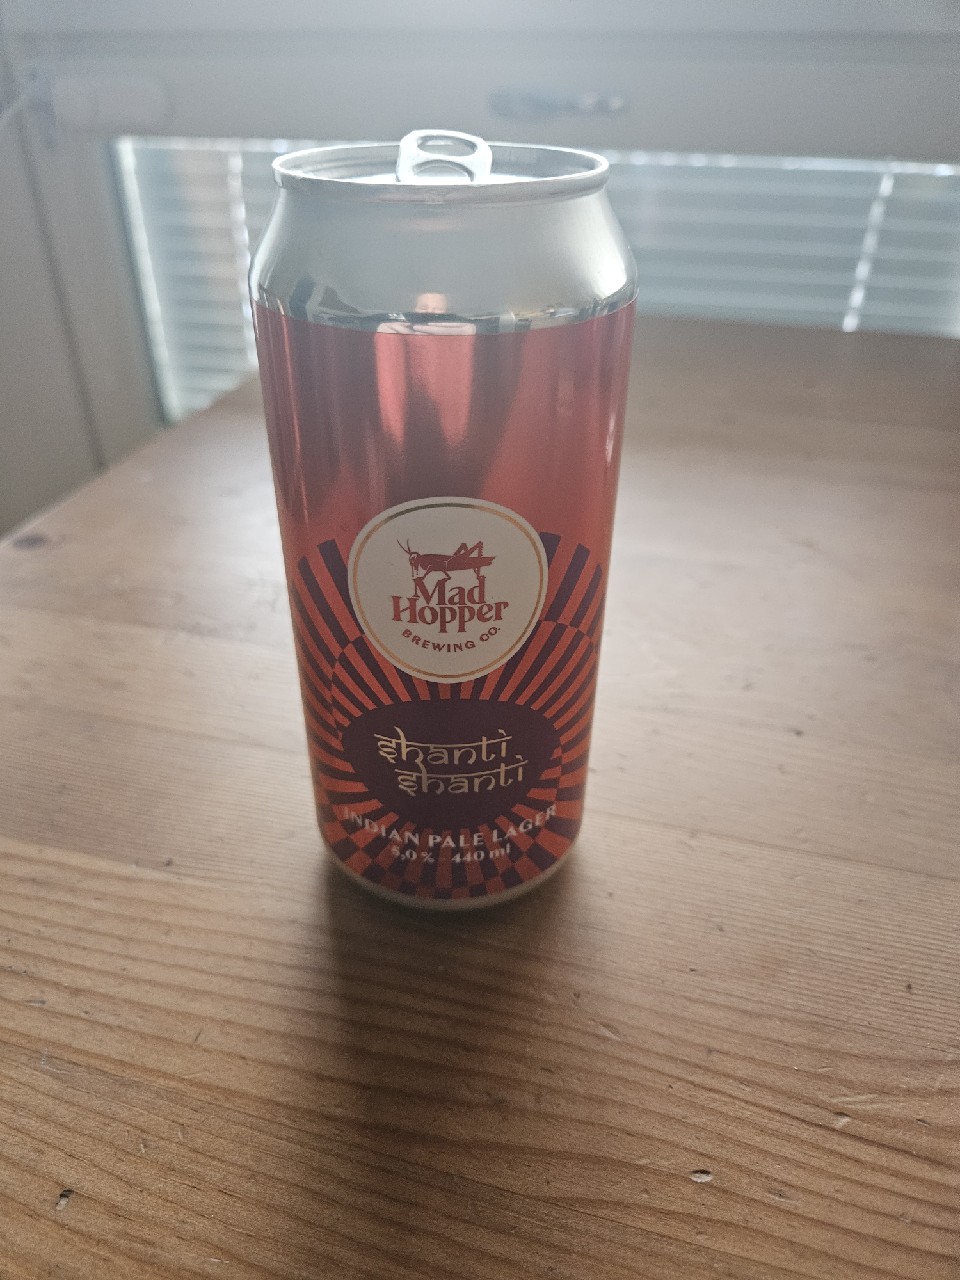 Mad
Hopper
BREWING CO.
shanti
shanti
INDIAN PALE LAGER
5,0% 440 ml